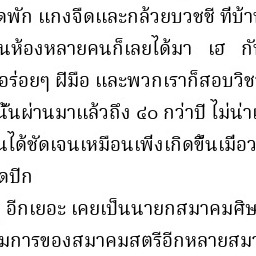 ดพัก แกงจืดและกล้วยบวชชี ที่บ้า
นห้องหลายคนก็เลยได้มา เฮ กั
อร่อยๆ ฝีมือ และพวกเราก็สอบวิช
นั้นผ่านมาแล้วถึง ๔๐ กว่าปี ไม่น่าเ
นได้ชัดเจนเหมือนเพิ่งเกิดขึ้นเมื่อว
ดปีก
อีกเยอะ เคยเป็นนายกสมาคมศิษ
มการของสมาคมสตรีอีกหลายสมา